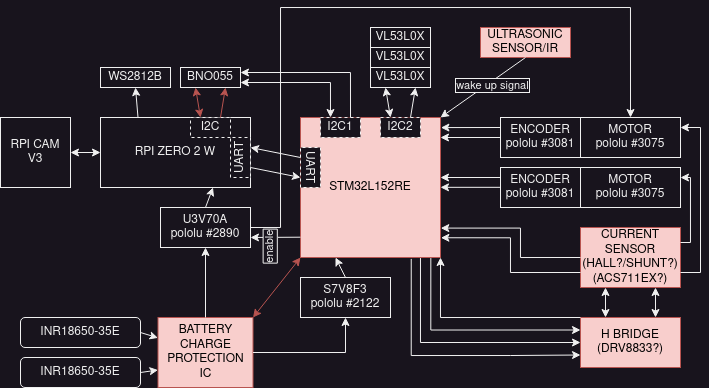 VL53L0X
VL53L0X
VL53L0X
ULTRASONIC
SENSOR/IR
wake up signal
WS2812B
BNO055
RPI CAM
V3
I2C
RPI ZERO 2 W
UART
I2C1
I2C2
UART
STM32L152RE
ENCODER
pololu #3081
MOTOR
pololu #3075
ENCODER
pololu #3081
MOTOR
pololu #3075
U3V70A
pololu #2890
enable
CURRENT
SENSOR
(HALL?/SHUNT?)
(ACS711EX?)
S7V8F3
pololu #2122
INR18650-35E
INR18650-35E
BATTERY
CHARGE
PROTECTION
IC
H BRIDGE
(DRV8833?)